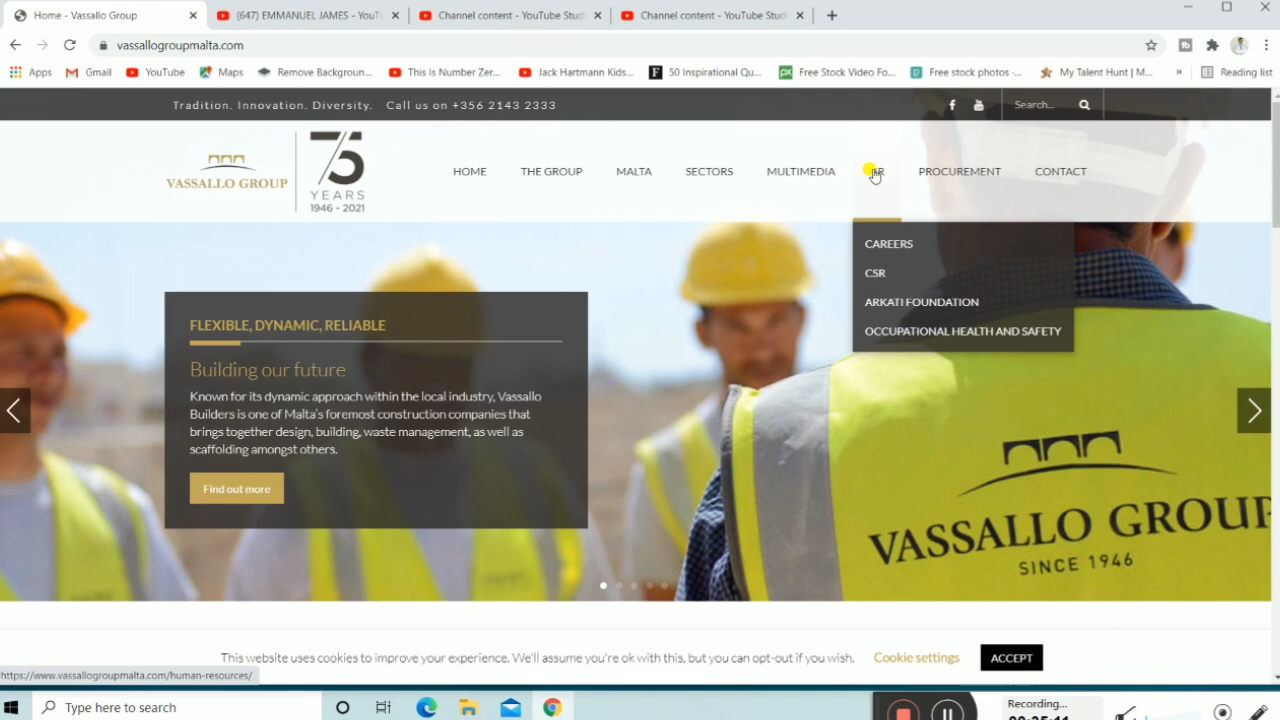 Home - Vassallo Group
(647) EMMANUEL JAMES - YouTu
Channel content - YouTube Studi
Channel content - YouTube Studi
vassallogroupmalta.com
Apps
Gmail
YouTube
Maps
Remove Backgroun...
This Is Number Zer...
Jack Hartmann Kids...
50 Inspirational Qu...
Free Stock Video Fo...
Free stock photos -...
My Talent Hunt | M...
»
Reading list
Tradition. Innovation. Diversity. Call us on +356 2143 2333
Search...
VASSALLO GROUP
75
YEARS
1946 - 2021
HOME
THE GROUP
MALTA
SECTORS
MULTIMEDIA
PROCUREMENT
CONTACT
CAREERS
CSR
ARKATI FOUNDATION
OCCUPATIONAL HEALTH AND SAFETY
FLEXIBLE, DYNAMIC, RELIABLE
Building our future
Known for its dynamic approach within the local industry, Vassallo
Builders is one of Malta's foremost construction companies that
brings together design, building, waste management, as well as
scaffolding amongst others.
Find out more
VASSALLO GROUP
SINCE 1946
This website uses cookies to improve your experience. We'll assume you're ok with this, but you can opt-out if you wish.
Cookie settings
ACCEPT
https://www.vassallogroupmalta.com/human-resources/
Type here to search
Recording...
00:35:11